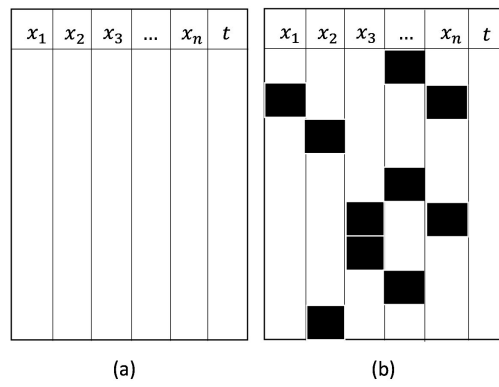 x₁ x₂ x₃ ... xₙ t
x₁ x₂ x₃ ... xₙ t
(a)
(b)